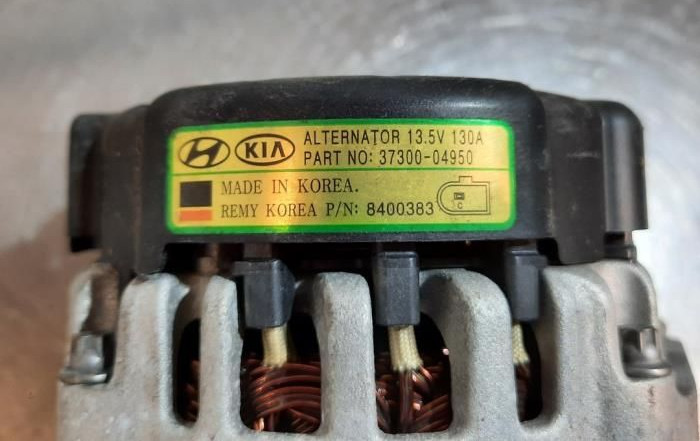 KIA
ALTERNATOR 13.5V 130A
PART NO: 37300-04950
MADE IN KOREA.
REMY KOREA P/N: 8400383
C